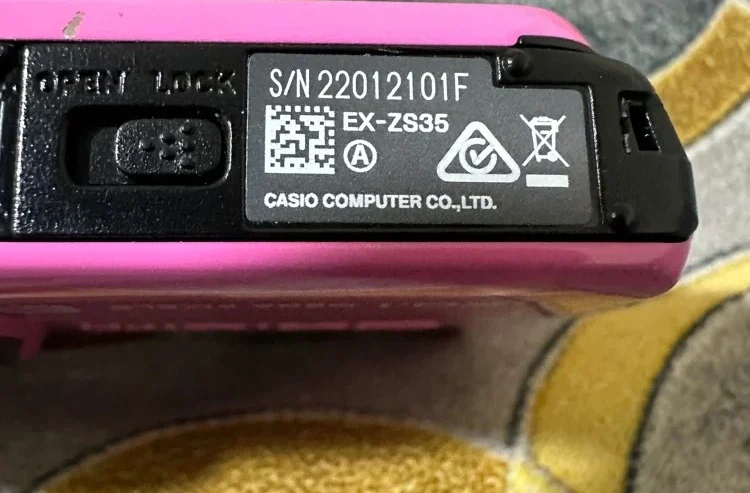 OPEN LOCK
S/N 22012101F
EX-ZS35
A
CASIO COMPUTER CO.,LTD.